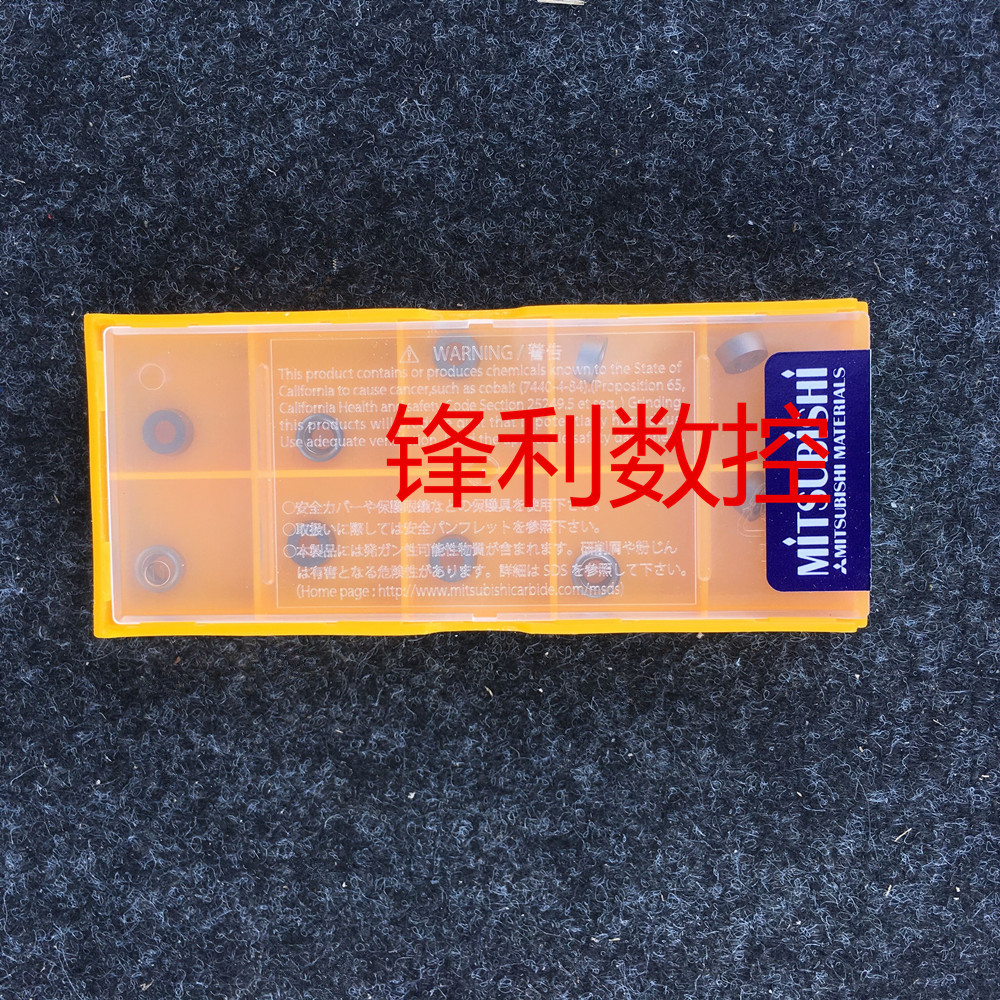 ⚠ WARNING / 警告
This product contains or produces chemicals known to the State of
California to cause cancer,such as cobalt (7440-4-84).(Proposition 65,
California Health and safety Code Section 25249.5 et seq.) Grinding
this products will
Use adequate
○安全カバーや保護眼鏡などの保護具を使用下さい。
○取扱いに際しては安全パンフレットを参照下さい。
○本製品には発ガン性可能性物質が含まれます。研削屑や粉じん
は有害となる危険性があります。詳細は SDS を参照して下さい。
(Home page : http://www.mitsubishicarbide.com/msds)
锋利数控
MITSUBISHI
MITSUBISHI MATERIALS